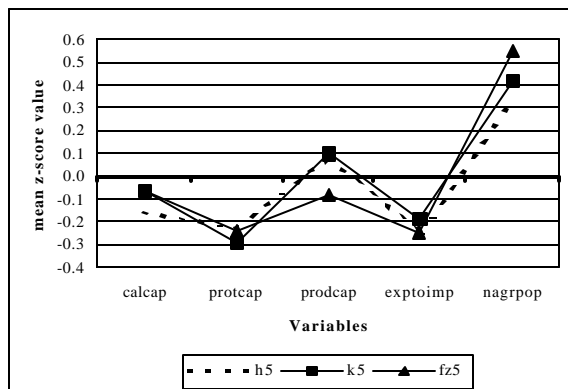 0.6
0.5
0.4
0.3
0.2
0.1
0.0
-0.1
-0.2
-0.3
-0.4
mean z-score value
calcap protcap prodcap exptoimp nagrpop
Variables
h5 k5 fz5